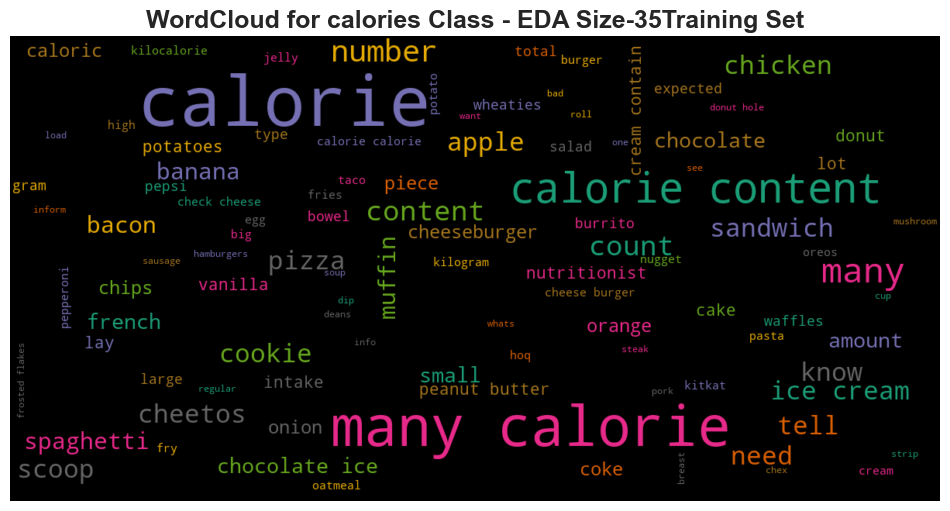 WordCloud for calories Class - EDA Size-35Training Set
caloric
kilocalorie
jelly
number
total
burger
cream contain
chicken
calorie
potato
wheaties
bad
expected
donut hole
want
roll
load
high
type
potatoes
calorie calorie
apple
salad
one
chocolate
donut
gram
banana
pepsi
taco
piece
see
lot
check cheese
fries
calorie content
inform
bacon
egg
bowel
content
cheeseburger
burrito
sandwich
mushroom
big
count
sausage
hamburgers
pizza
muffin
soup
kilogram
nutritionist
nugget
oreos
many
pepperoni
chips
vanilla
cheese burger
cup
dip
deans
french
whats
orange
cake
waffles
lay
info
pasta
amount
cookie
hoq
steak
frosted flakes
large
regular
intake
small
peanut butter
pork
kitkat
know
ice cream
cheetos
onion
many calorie
tell
spaghetti
fry
need
strip
scoop
chocolate ice
coke
breast
chex
cream
oatmeal